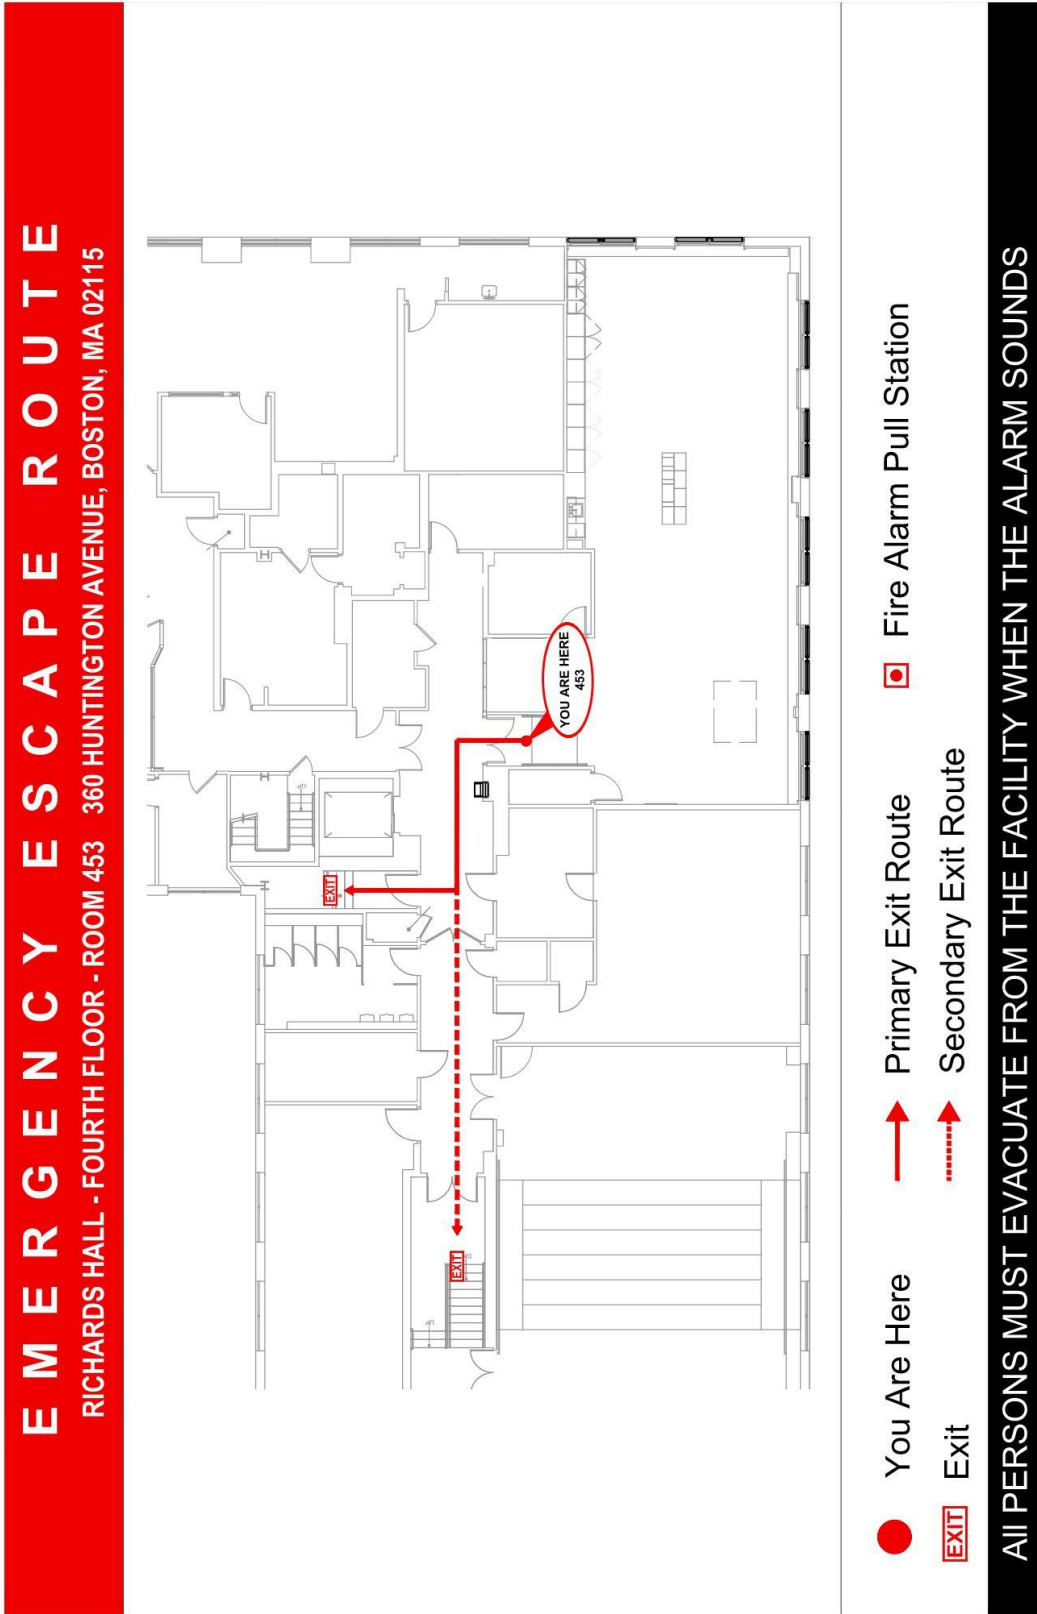 EMERGENCY ESCAPE ROUTE
RICHARDS HALL - FOURTH FLOOR - ROOM 453 360 HUNTINGTON AVENUE, BOSTON, MA 02115
EXIT
YOU ARE HERE
453
EXIT
You Are Here
Primary Exit Route
Fire Alarm Pull Station
EXIT Exit
Secondary Exit Route
All PERSONS MUST EVACUATE FROM THE FACILITY WHEN THE ALARM SOUNDS